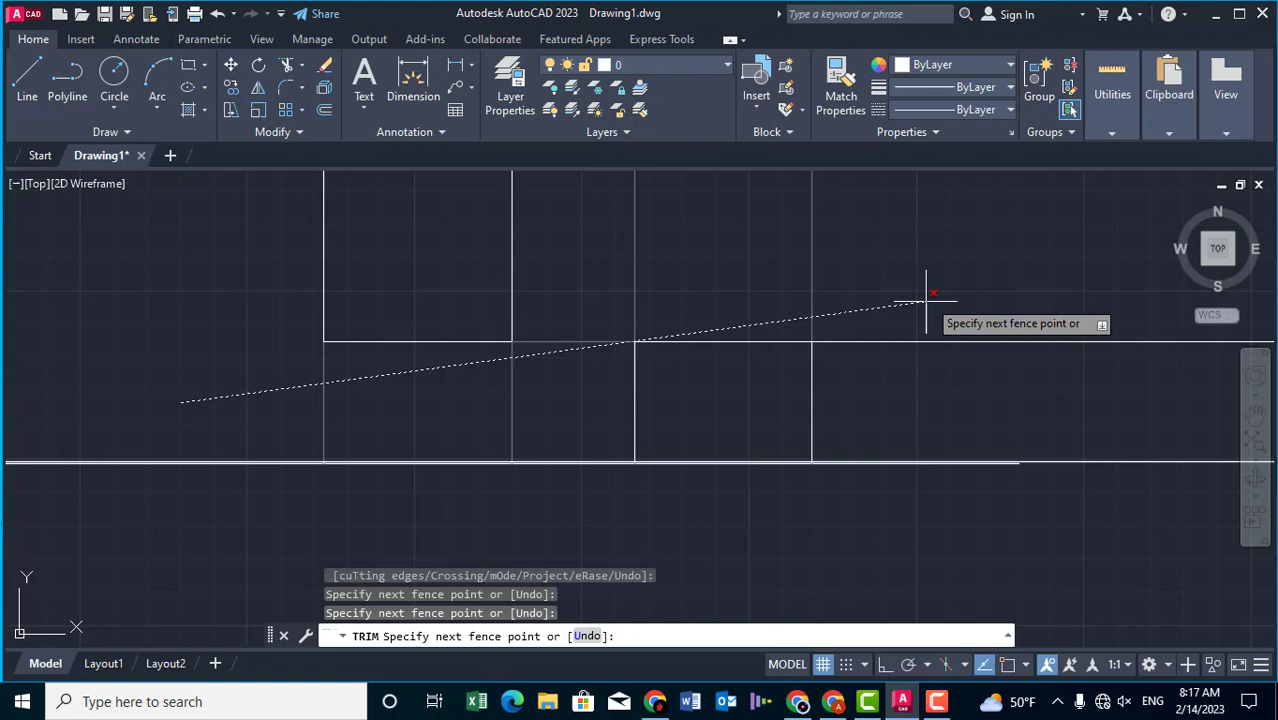 A CAD
Share
Autodesk AutoCAD 2023
Drawing1.dwg
Type a keyword or phrase
Sign In
Home
Insert
Annotate
Parametric
View
Manage
Output
Add-ins
Collaborate
Featured Apps
Express Tools
Line
Polyline
Circle
Arc
Draw
Modify
A
Text
Dimension
Annotation
Layer
Properties
0
Layers
Insert
Block
Match
Properties
ByLayer
ByLayer
ByLayer
Properties
Group
Groups
Utilities
Clipboard
View
Start
Drawing1*
[−][Top][2D Wireframe]
N
W
TOP
E
S
WCS
Specify next fence point or
[cuTting edges/Crossing/mOde/Project/eRase/Undo]:
Specify next fence point or [Undo]:
Specify next fence point or [Undo]:
TRIM Specify next fence point or [Undo]:
Y
X
Model
Layout1
Layout2
MODEL
1:1
Type here to search
50°F
ENG
8:17 AM
2/14/2023